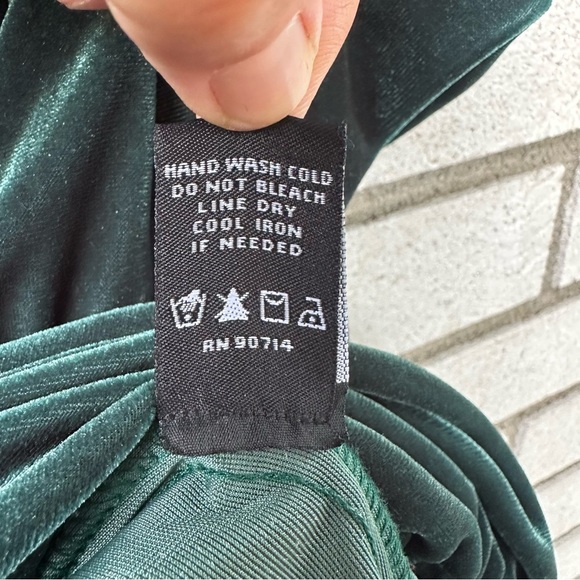 HAND WASH COLD
DO NOT BLEACH
LINE DRY
COOL IRON
IF NEEDED
RN 90714